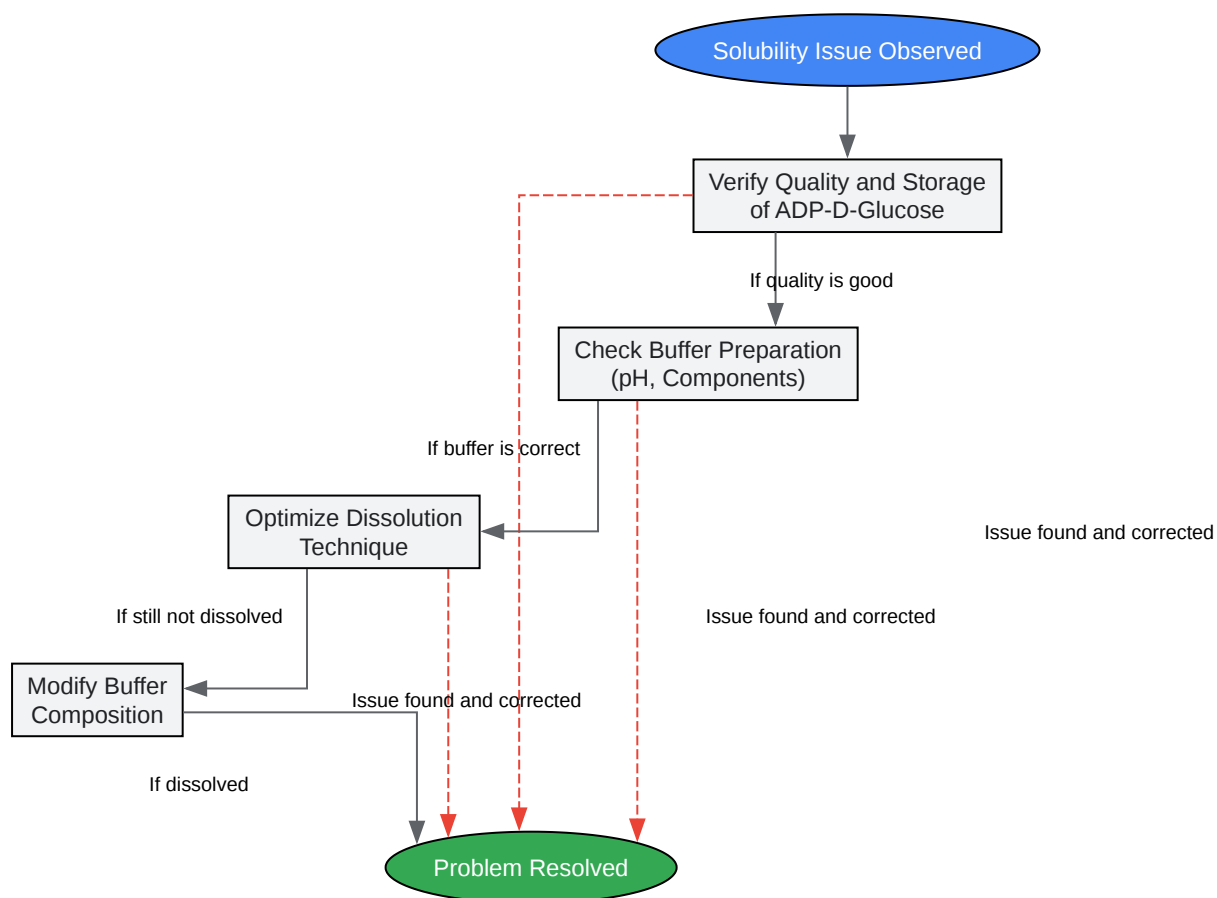 Solubility Issue Observed
Verify Quality and Storage
of ADP-D-Glucose
If quality is good
Check Buffer Preparation
(pH, Components)
If buffer is correct
Optimize Dissolution
Technique
Issue found and corrected
If still not dissolved
Issue found and corrected
Modify Buffer
Composition
Issue found and corrected
If dissolved
Problem Resolved